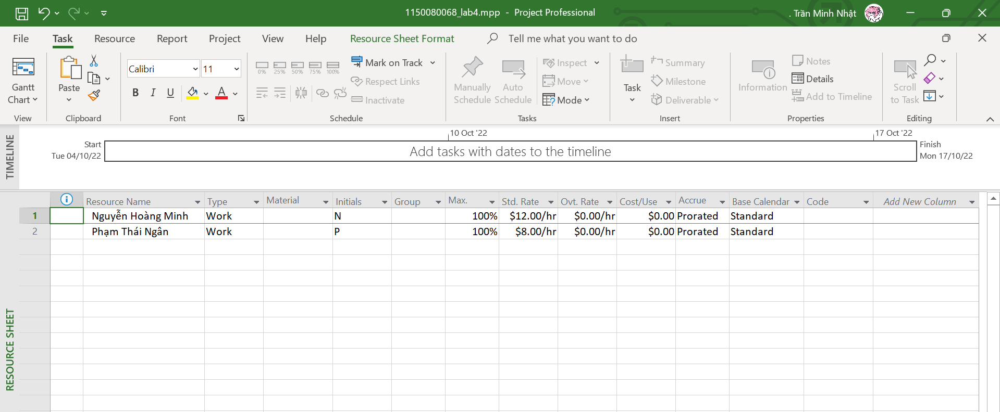 1150080068_lab4.mpp - Project Professional
. Trần Minh Nhật
File Task Resource Report Project View Help Resource Sheet Format Tell me what you want to do
Gantt Chart
View
Paste
Clipboard
Calibri 11
B I U A
Font
0% 25% 50% 75% 100%
Mark on Track
Respect Links
Inactivate
Schedule
Manually Schedule
Auto Schedule
Inspect
Move
Mode
Tasks
Task
Summary
Milestone
Deliverable
Insert
Information
Notes
Details
Add to Timeline
Properties
Scroll to Task
Editing
TIMELINE
10 Oct '22 17 Oct '22
Start
Tue 04/10/22
Add tasks with dates to the timeline
Finish
Mon 17/10/22
RESOURCE SHEET
Resource Name Type Material Initials Group Max. Std. Rate Ovt. Rate Cost/Use Accrue Base Calendar Code Add New Column
1 Nguyễn Hoàng Minh Work N 100% $12.00/hr $0.00/hr $0.00 Prorated Standard
2 Phạm Thái Ngân Work P 100% $8.00/hr $0.00/hr $0.00 Prorated Standard